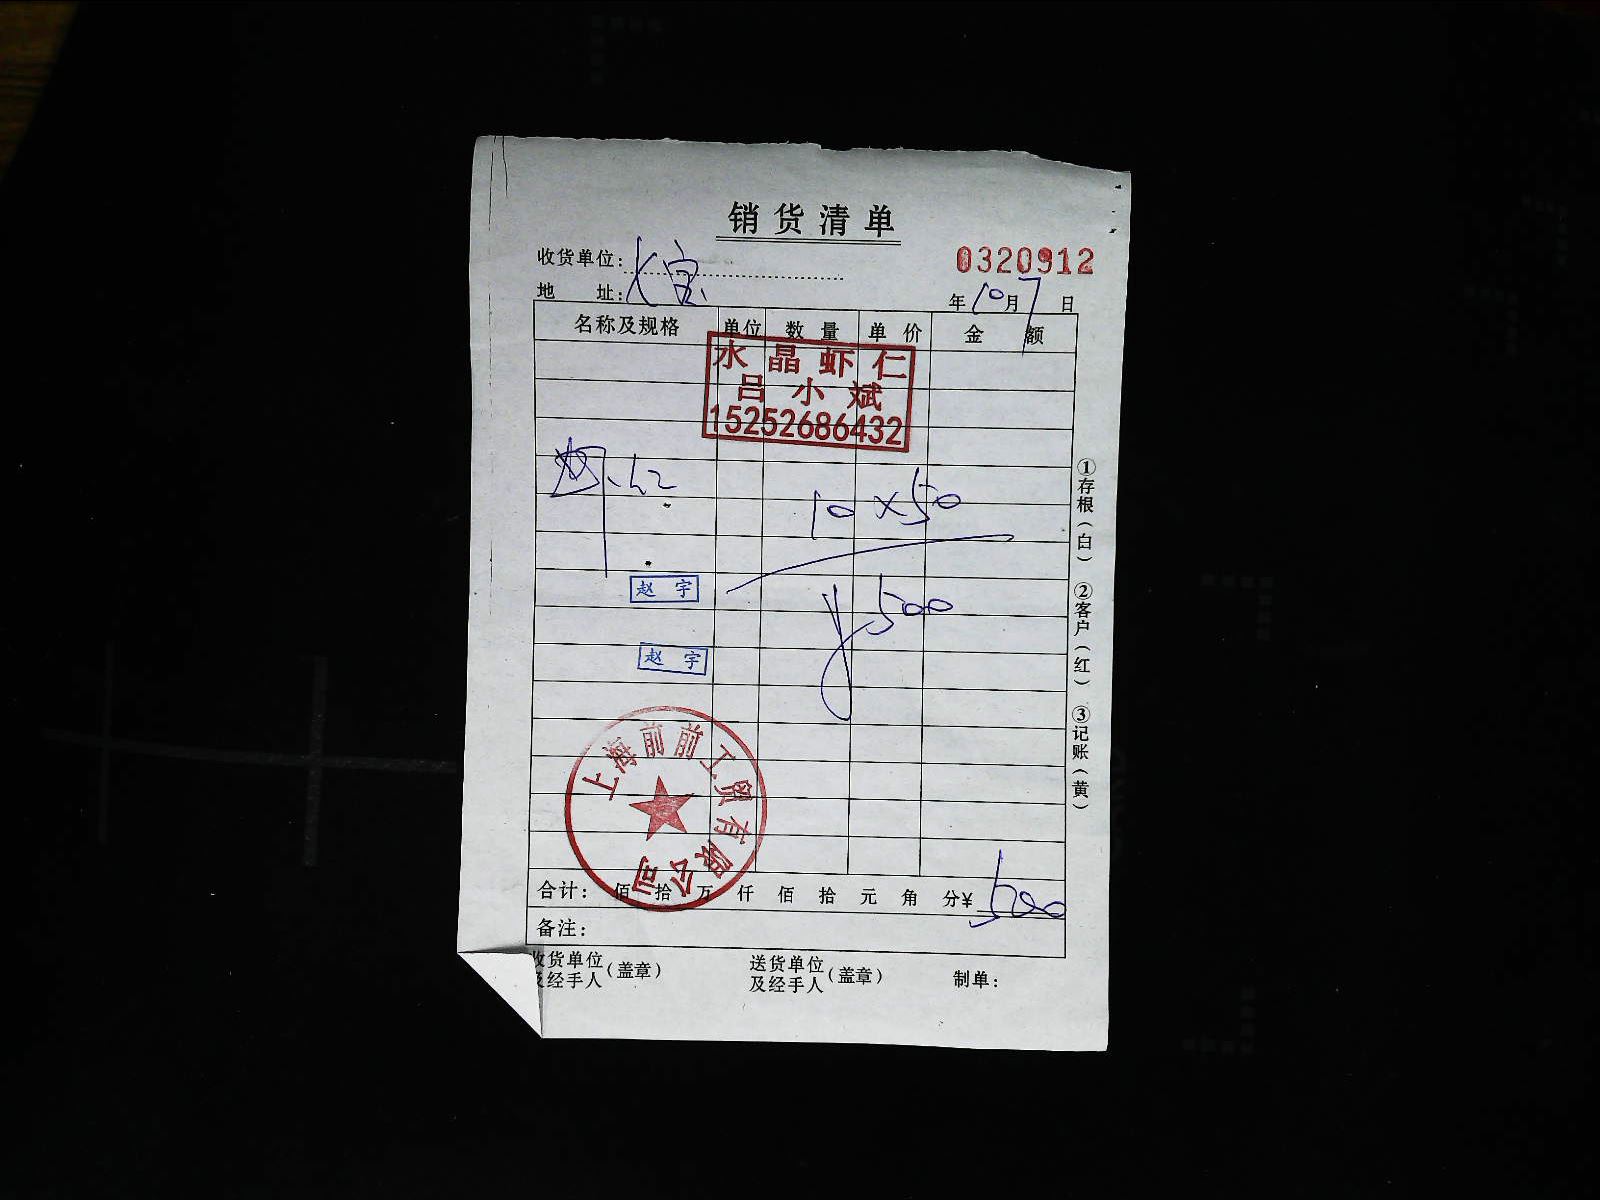 销货清单
收货单位:
0320912
地 址:
年 10 月 7 日
名称及规格 单位 数量 单价 金额
水晶虾仁
吕小斌
15252686432
10×50
赵宇
¥500
赵宇
上海前前工贸有限公司
合计: 佰 拾 万 仟 佰 拾 元 角 分¥ 500
备注:
收货单位及经手人(盖章) 送货单位及经手人(盖章) 制单:
①存根(白) ②客户(红) ③记账(黄)